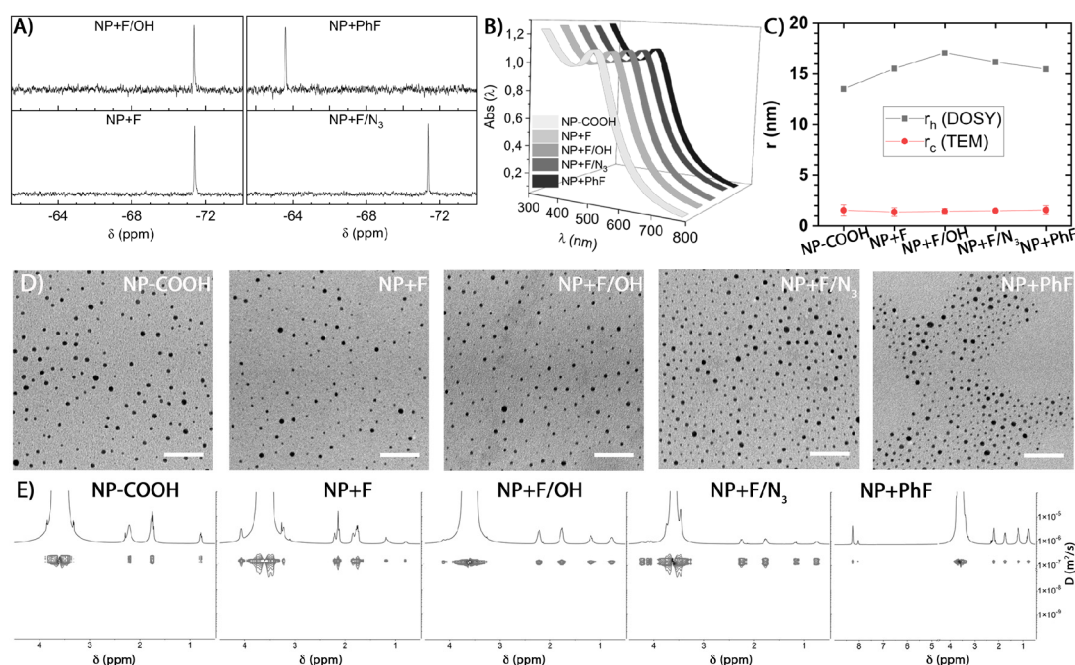 A)
NP+F/OH
NP+PhF
NP+F
NP+F/N₃
-64 -68 -72
-64 -68 -72
δ (ppm)
δ (ppm)
B)
Abs (λ)
1,2
1,0
0,8
0,6
0,4
0,2
NP-COOH
NP+F
NP+F/OH
NP+F/N₃
NP+PhF
300 400 500 600 700 800
λ (nm)
C)
r (nm)
20
15
10
5
0
rₕ (DOSY)
r꜀ (TEM)
NP-COOH NP+F NP+F/OH NP+F/N₃ NP+PhF
D)
NP-COOH
NP+F
NP+F/OH
NP+F/N₃
NP+PhF
E)
NP-COOH
NP+F
NP+F/OH
NP+F/N₃
NP+PhF
1×10⁻⁵
1×10⁻⁶
1×10⁻⁷
1×10⁻⁸
1×10⁻⁹
D (m²/s)
4 3 2 1
4 3 2 1
4 3 2 1
4 3 2 1
8 7 6 5 4 3 2 1
δ (ppm)
δ (ppm)
δ (ppm)
δ (ppm)
δ (ppm)